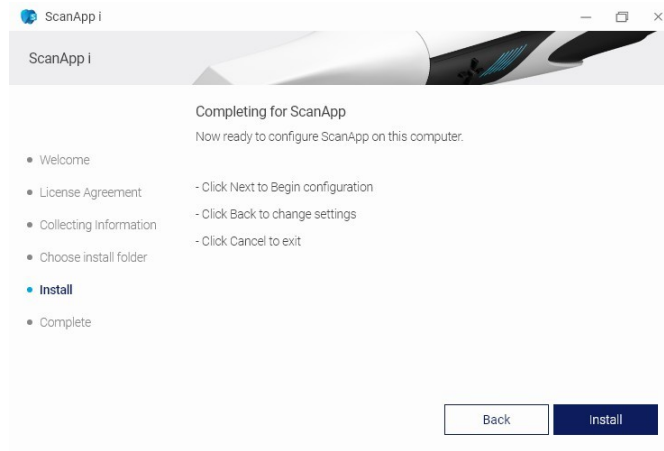 ScanApp i
ScanApp i
Completing for ScanApp
Now ready to configure ScanApp on this computer.
Welcome
License Agreement
Collecting Information
Choose install folder
Install
Complete
- Click Next to Begin configuration
- Click Back to change settings
- Click Cancel to exit
Back
Install